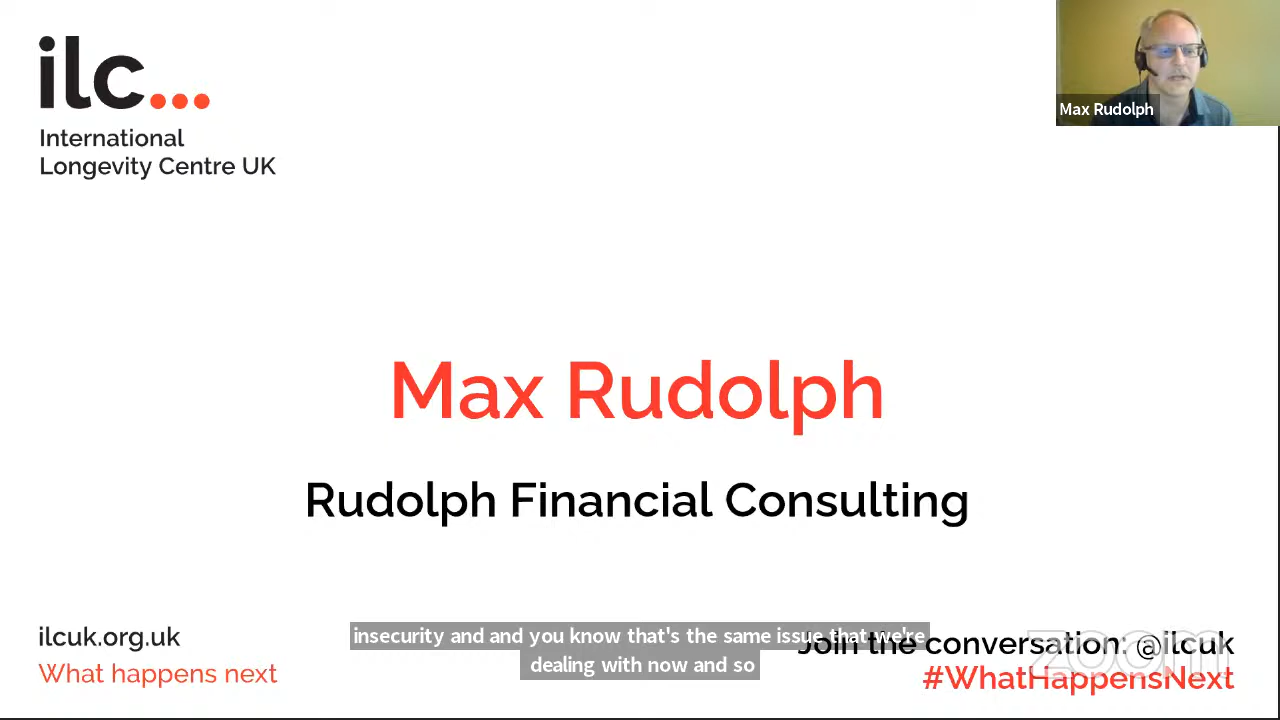 ilc...
International
Longevity Centre UK
Max Rudolph
Max Rudolph
Rudolph Financial Consulting
ilcuk.org.uk
What happens next
insecurity and and you know that's the same issue that we're
dealing with now and so
Join the conversation: @ilcuk
#WhatHappensNext
zoom